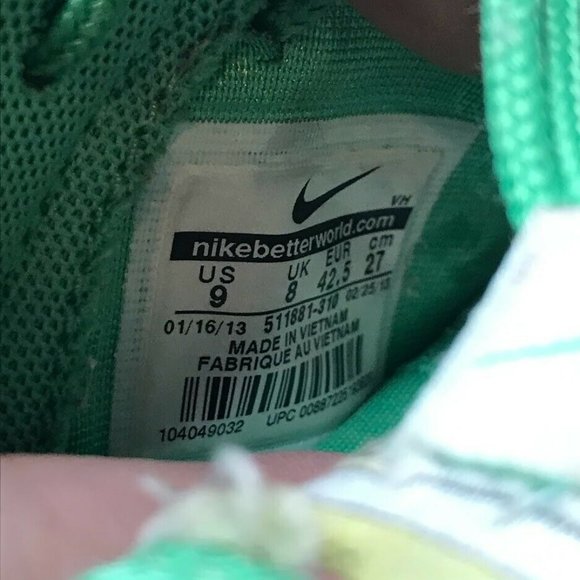 VH
nikebetterworld.com
US UK EUR cm
9 8 42.5 27
01/16/13 511881-310 02/25/13
MADE IN VIETNAM
FABRIQUE AU VIETNAM
104049032 UPC